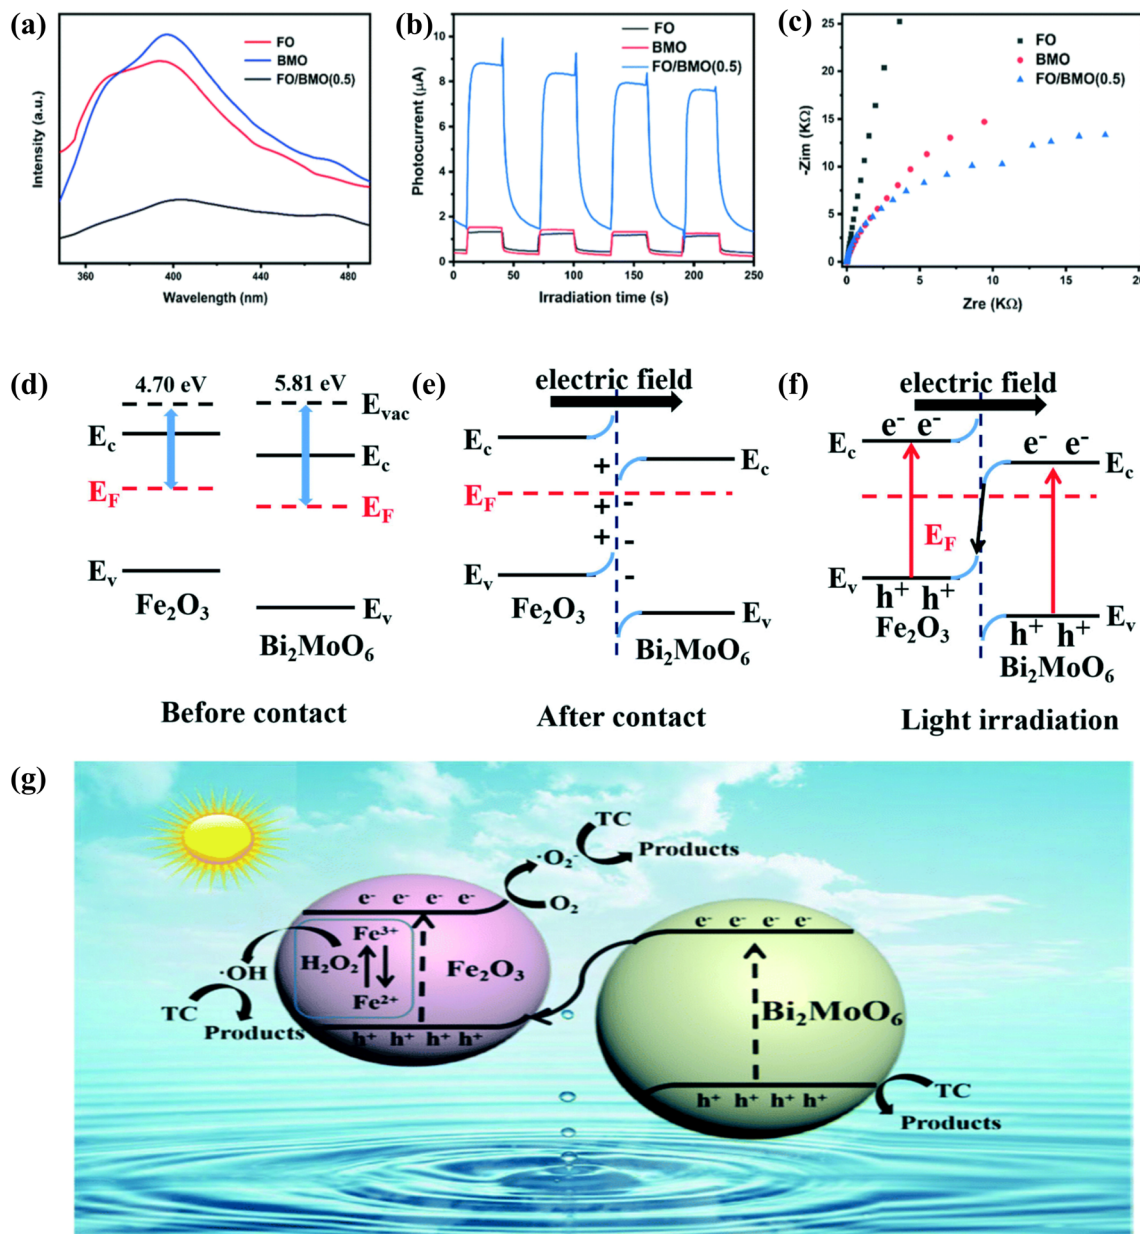 (a)
FO
BMO
FO/BMO(0.5)
Intensity (a.u.)
360 400 440 480
Wavelength (nm)
(b)
FO
BMO
FO/BMO(0.5)
Photocurrent (μA)
10
8
6
4
2
0
0 50 100 150 200 250
Irradiation time (s)
(c)
FO
BMO
FO/BMO(0.5)
-Zim (KΩ)
25
20
15
10
5
0
0 5 10 15 20
Zre (KΩ)
(d)
4.70 eV 5.81 eV
Evac
Ec
Ec
EF
EF
Ev
Ev
Fe2O3
Bi2MoO6
Before contact
(e)
electric field
Ec
Ec
+
EF
+ -
+ -
-
Ev
Ev
Fe2O3
Bi2MoO6
After contact
(f)
electric field
e- e-
e- e-
Ec
Ec
EF
Ev
Ev
h+ h+
h+ h+
Fe2O3
Bi2MoO6
Light irradiation
(g)
TC
·O2-
Products
O2
e- e- e- e-
e- e- e- e-
Fe3+
H2O2
Fe2O3
·OH
Fe2+
TC
Products
h+ h+ h+ h+
Bi2MoO6
h+ h+ h+ h+
TC
Products